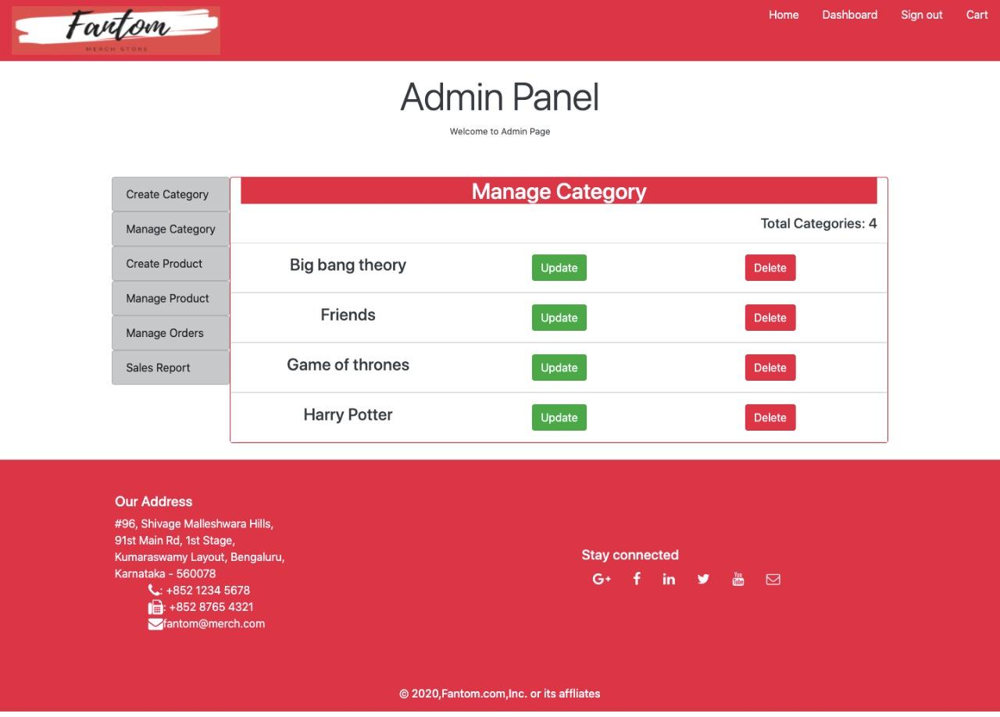 Fantom
MERCH STORE
Home Dashboard Sign out Cart
Admin Panel
Welcome to Admin Page
Create Category
Manage Category
Create Product
Manage Product
Manage Orders
Sales Report
Manage Category
Total Categories: 4
Big bang theory Update Delete
Friends Update Delete
Game of thrones Update Delete
Harry Potter Update Delete
Our Address
#96, Shivage Malleshwara Hills,
91st Main Rd, 1st Stage,
Kumaraswamy Layout, Bengaluru,
Karnataka - 560078
: +852 1234 5678
: +852 8765 4321
fantom@merch.com
Stay connected
© 2020,Fantom.com,Inc. or its affliates